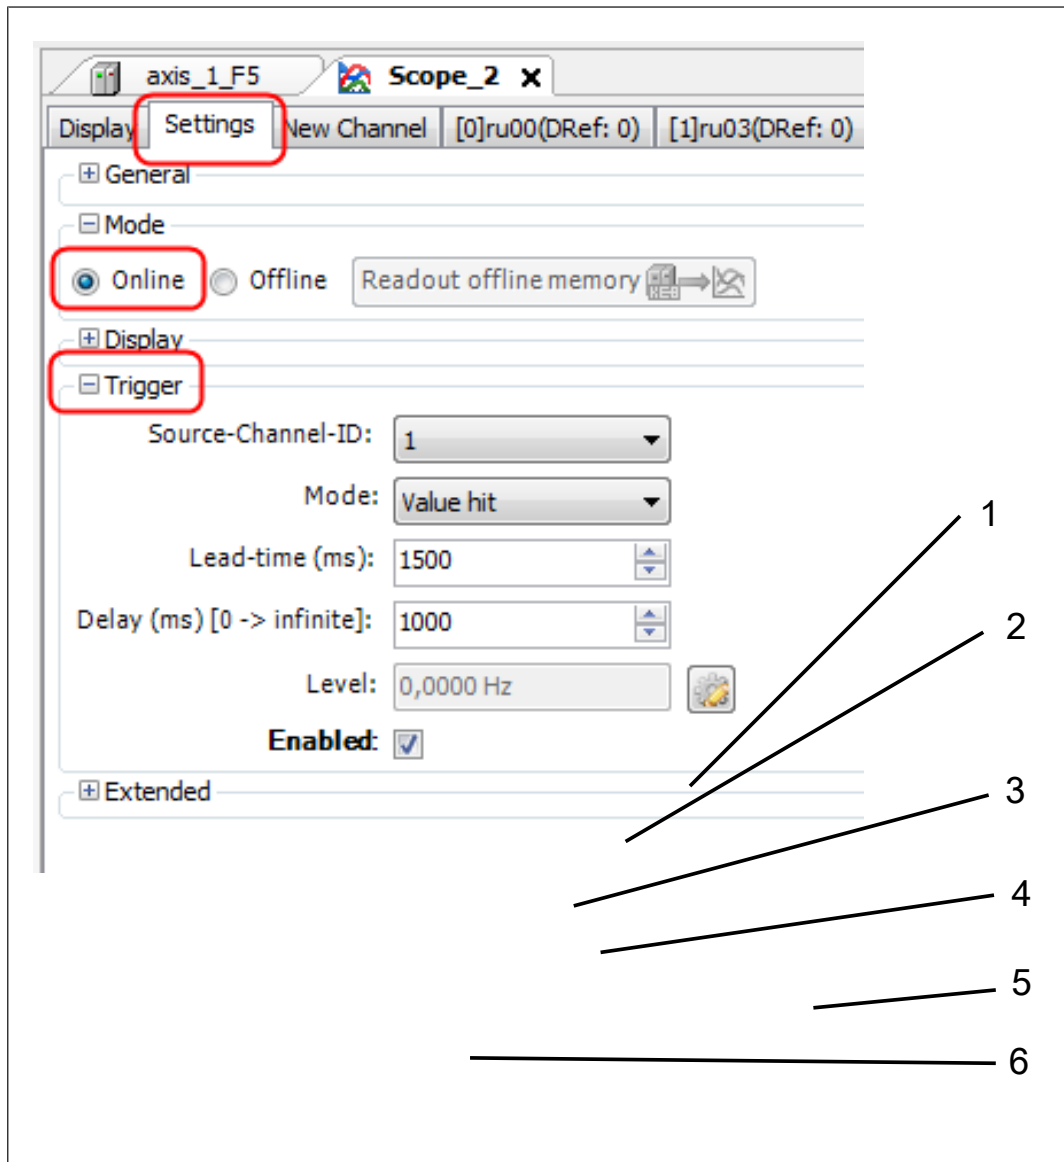 axis_1_F5 Scope_2 x
Display Settings New Channel [0]ru00(DRef: 0) [1]ru03(DRef: 0)
General
Mode
Online Offline Readout offline memory
Display
Trigger
Source-Channel-ID: 1
Mode: Value hit
Lead-time (ms): 1500
Delay (ms) [0 -> infinite]: 1000
Level: 0,0000 Hz
Enabled:
Extended
1
2
3
4
5
6